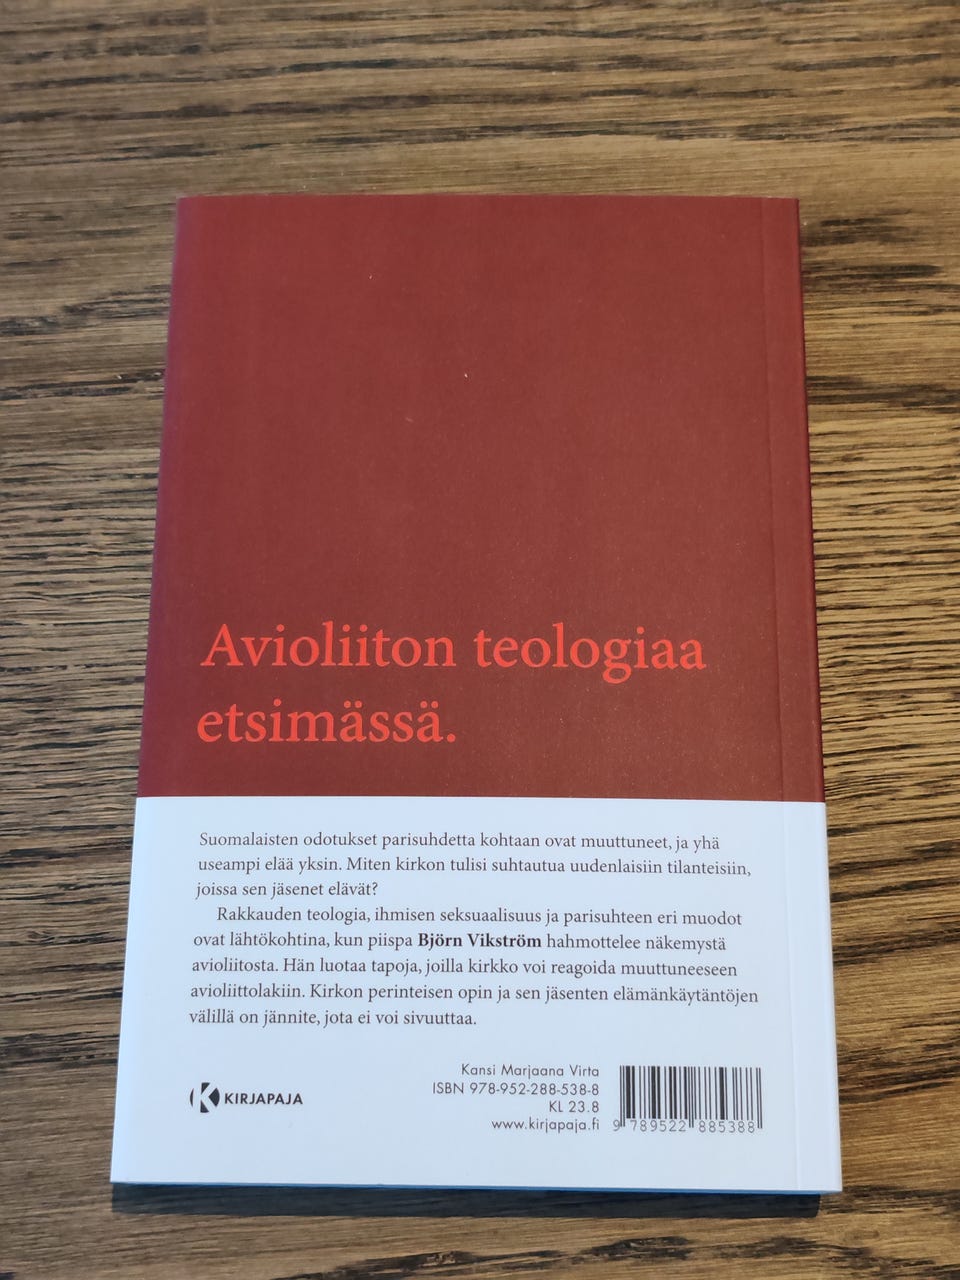 Avioliiton teologiaa
etsimässä.
Suomalaisten odotukset parisuhdetta kohtaan ovat muuttuneet, ja yhä
useampi elää yksin. Miten kirkon tulisi suhtautua uudenlaisiin tilanteisiin,
joissa sen jäsenet elävät?
Rakkauden teologia, ihmisen seksuaalisuus ja parisuhteen eri muodot
ovat lähtökohtina, kun piispa Björn Vikström hahmottelee näkemystä
avioliitosta. Hän luotaa tapoja, joilla kirkko voi reagoida muuttuneeseen
avioliittolakiin. Kirkon perinteisen opin ja sen jäsenten elämänkäytäntöjen
välillä on jännite, jota ei voi sivuuttaa.
KIRJAPAJA
Kansi Marjaana Virta
ISBN 978-952-288-538-8
KL 23.8
www.kirjapaja.fi
9 789522 885388